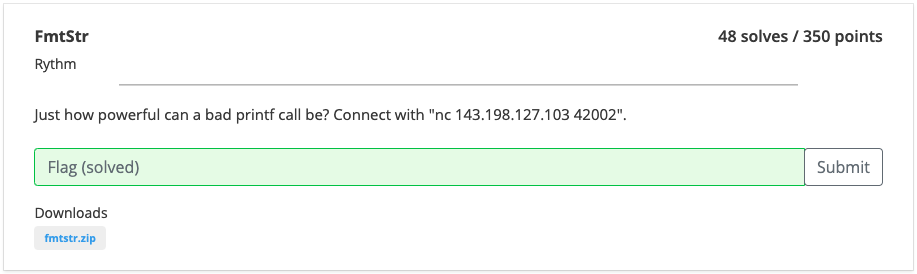 FmtStr
48 solves / 350 points
Rythm
Just how powerful can a bad printf call be? Connect with "nc 143.198.127.103 42002".
Flag (solved)
Submit
Downloads
fmtstr.zip